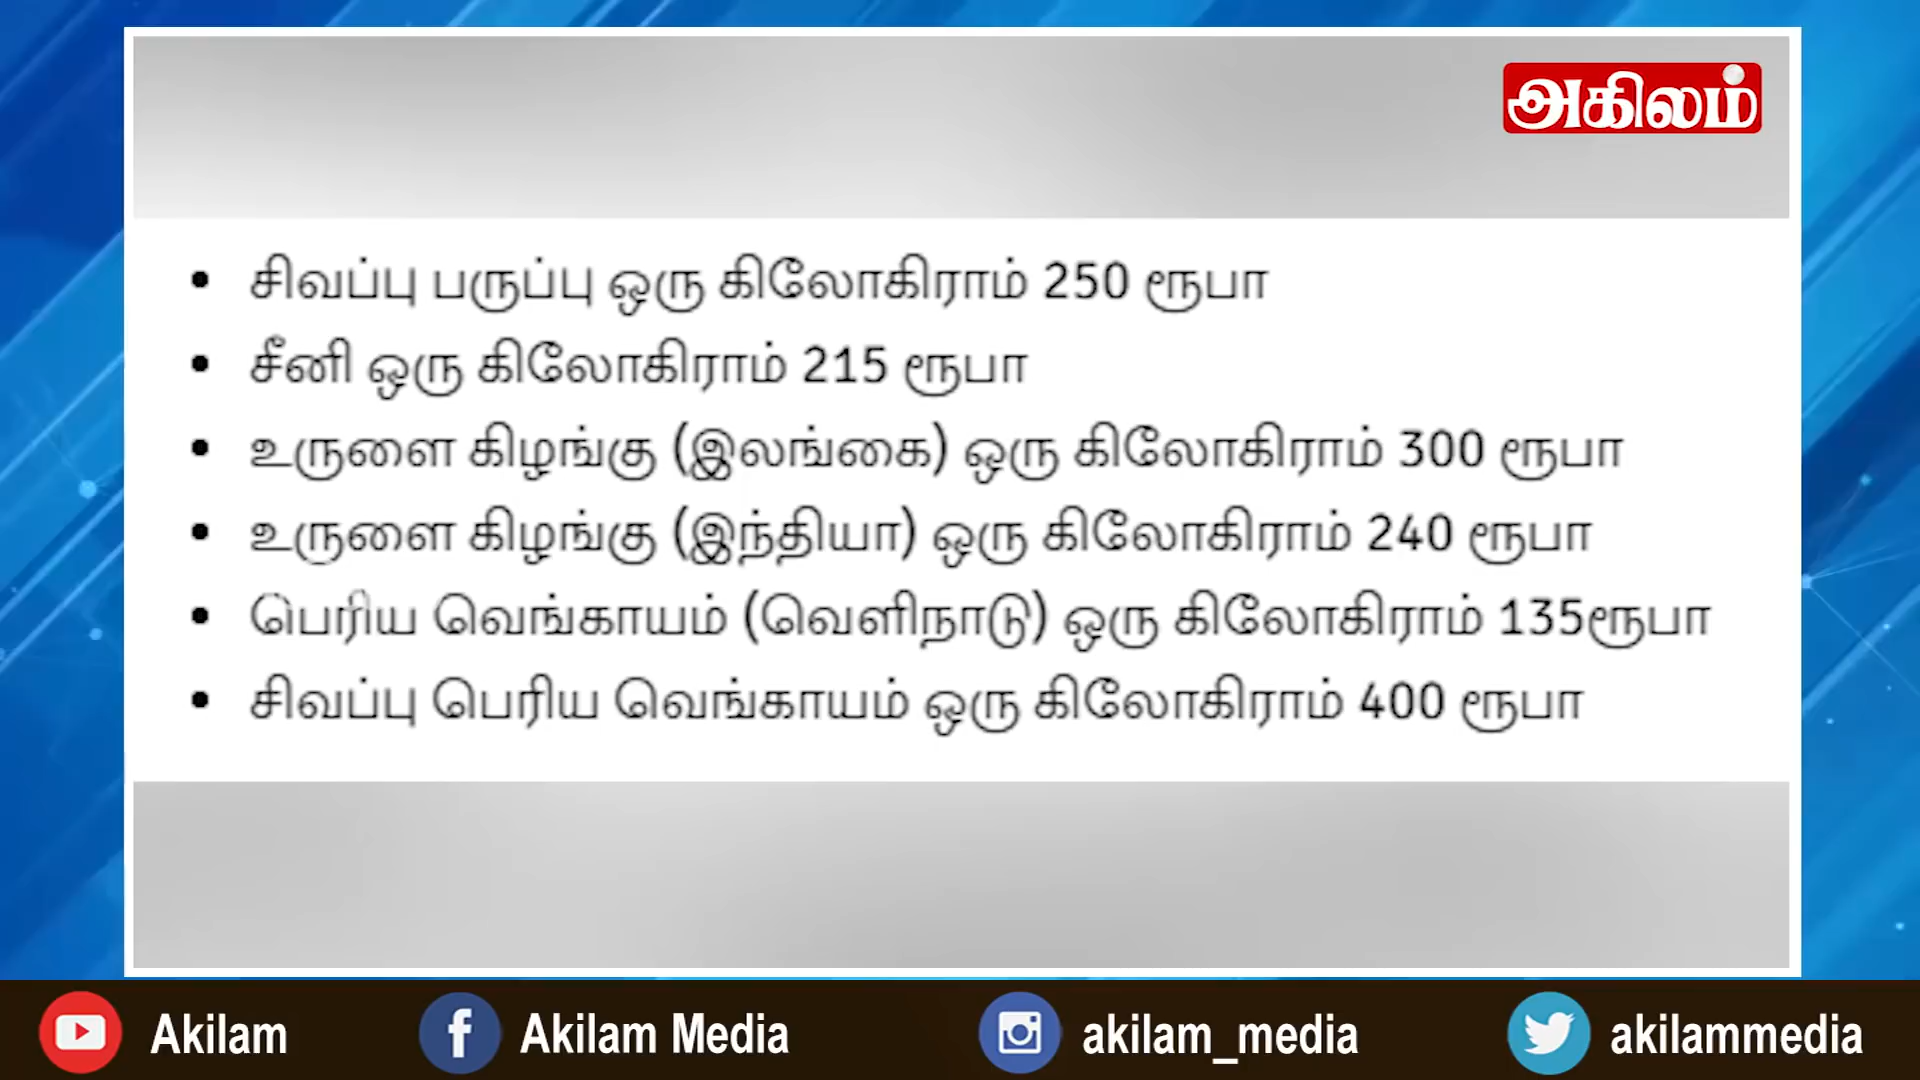 அகிலம்
• சிவப்பு பருப்பு ஒரு கிலோகிராம் 250 ரூபா
• சீனி ஒரு கிலோகிராம் 215 ரூபா
• உருளை கிழங்கு (இலங்கை) ஒரு கிலோகிராம் 300 ரூபா
• உருளை கிழங்கு (இந்தியா) ஒரு கிலோகிராம் 240 ரூபா
• பெரிய வெங்காயம் (வெளிநாடு) ஒரு கிலோகிராம் 135ரூபா
• சிவப்பு பெரிய வெங்காயம் ஒரு கிலோகிராம் 400 ரூபா
Akilam Akilam Media akilam_media akilammedia